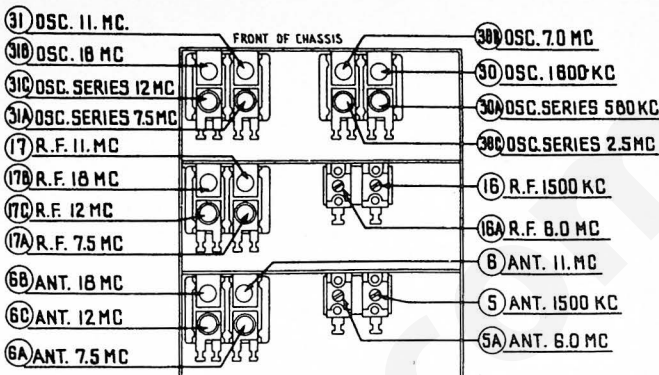 31 OSC. 11. MC.
31B OSC. 18 MC
31C OSC. SERIES 12 MC
31A OSC. SERIES 7.5 MC
17 R.F. 11. MC
17B R.F. 18 MC
17C R.F. 12 MC
17A R.F. 7.5 MC
6B ANT. 18 MC
6C ANT. 12 MC
6A ANT. 7.5 MC
FRONT OF CHASSIS
30B OSC. 7.0 MC
30 OSC. 1800 KC
30A OSC. SERIES 580 KC
30C OSC. SERIES 2.5 MC
16 R.F. 1500 KC
16A R.F. 6.0 MC
6 ANT. 11. MC
5 ANT. 1500 KC
5A ANT. 6.0 MC